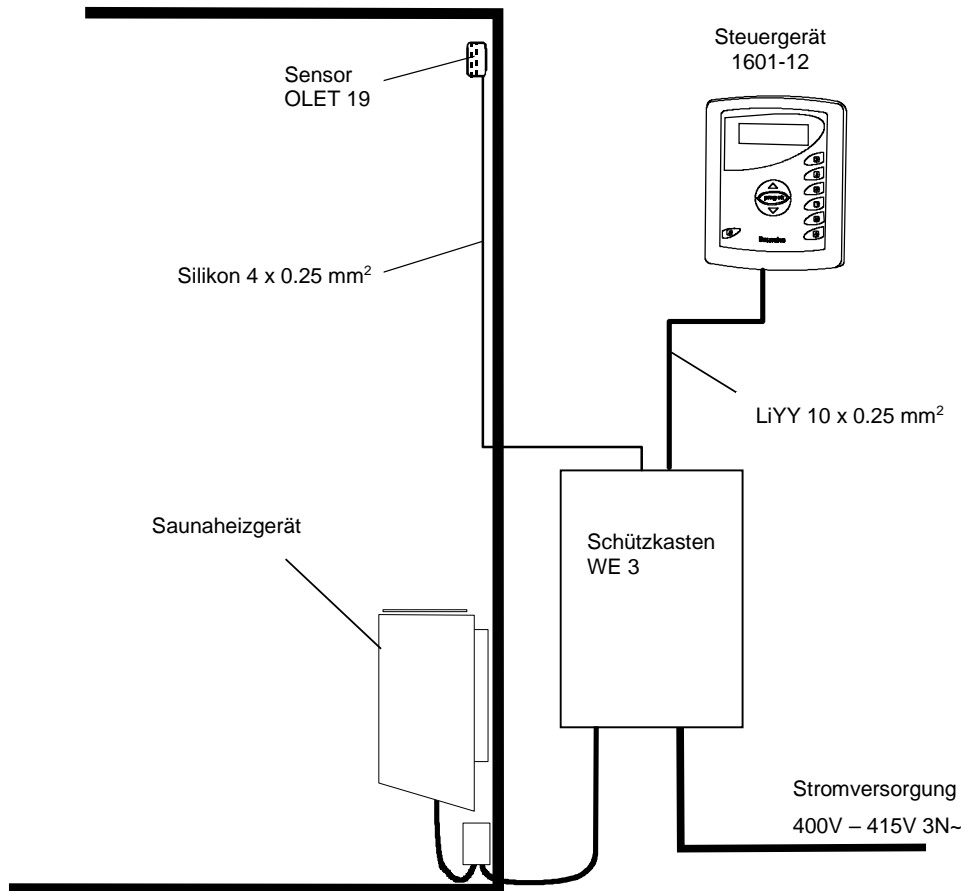 Steuergerät
1601-12
Sensor
OLET 19
Silikon 4 x 0.25 mm²
LiYY 10 x 0.25 mm²
Saunaheizgerät
Schützkasten
WE 3
Stromversorgung
400V – 415V 3N~